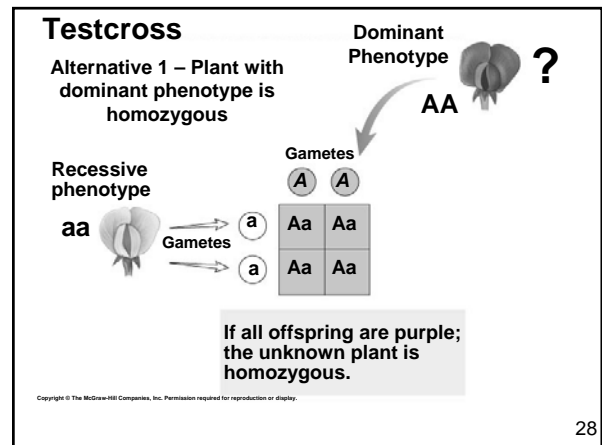 Testcross
Alternative 1 – Plant with
dominant phenotype is
homozygous
Dominant
Phenotype
?
AA
Gametes
A A
Recessive
phenotype
aa
Gametes
a
Aa Aa
a
Aa Aa
If all offspring are purple;
the unknown plant is
homozygous.
Copyright © The McGraw-Hill Companies, Inc. Permission required for reproduction or display.
28